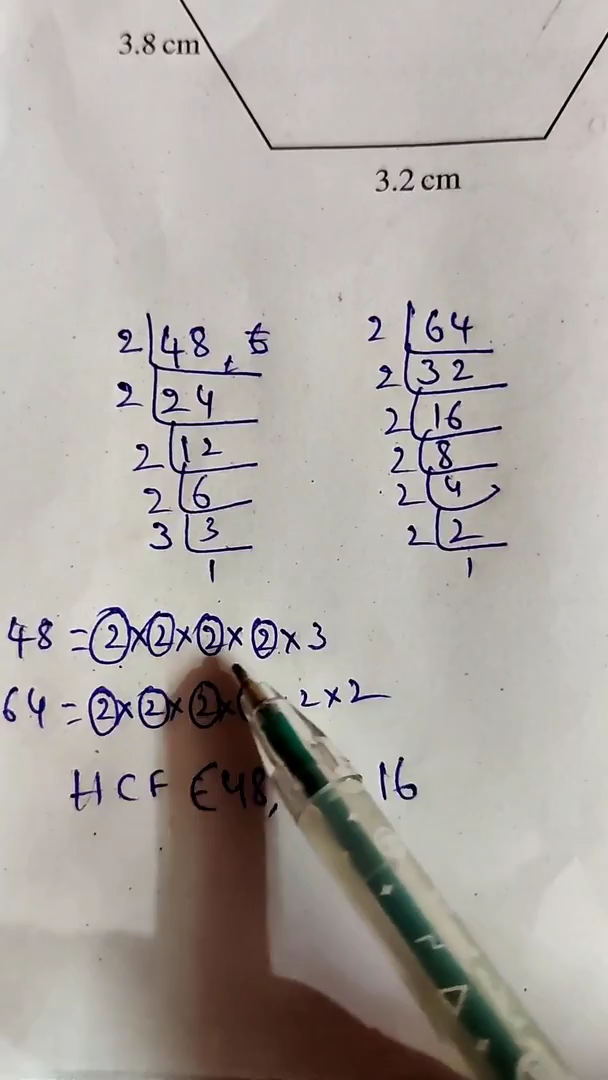 3.8 cm
3.2 cm
2 48,
2 24
2 12
2 6
3 3
1
2 64
2 32
2 16
2 8
2 4
2 2
1
48 = 2 × 2 × 2 × 2 × 3
64 = 2 × 2 × 2 × 2 × 2
HCF (48, 16